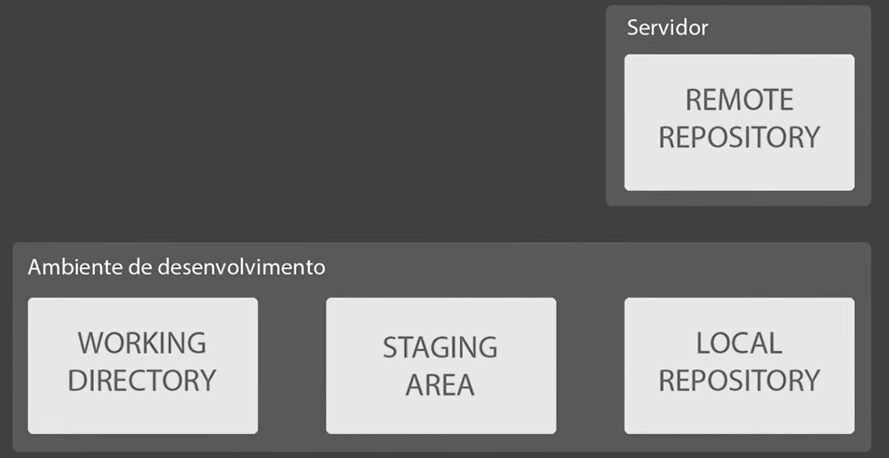 Servidor
REMOTE
REPOSITORY
Ambiente de desenvolvimento
WORKING
DIRECTORY
STAGING
AREA
LOCAL
REPOSITORY